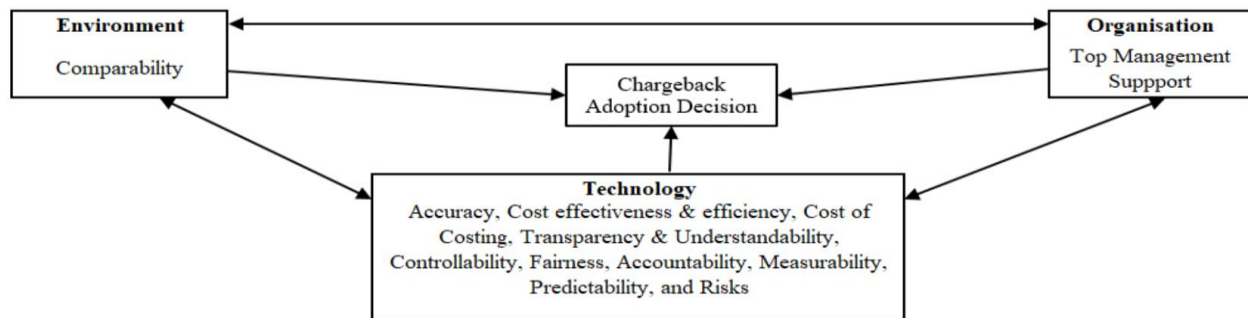 Environment
Comparability
Organisation
Top Management
Suppport
Chargeback
Adoption Decision
Technology
Accuracy, Cost effectiveness & efficiency, Cost of
Costing, Transparency & Understandability,
Controllability, Fairness, Accountability, Measurability,
Predictability, and Risks